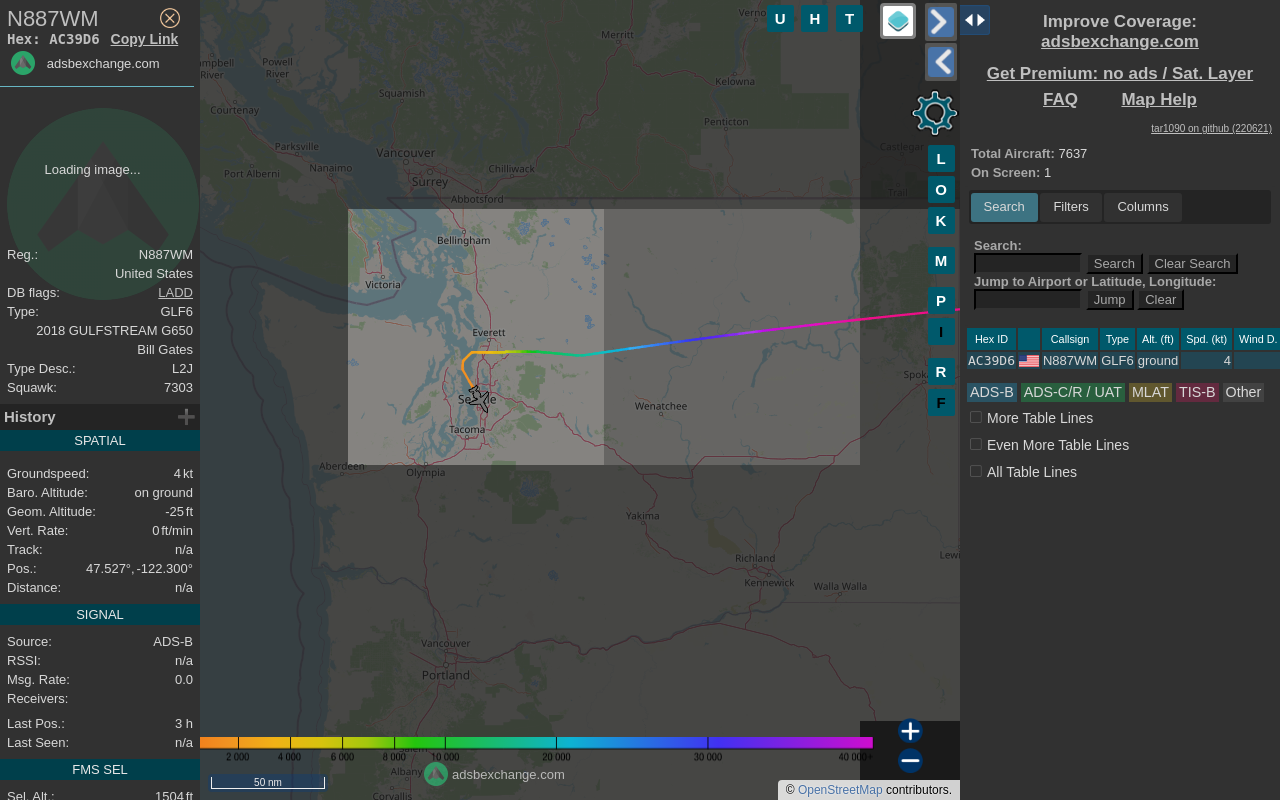 N887WM
Hex: AC39D6 Copy Link
adsbexchange.com
Loading image...
Reg.: N887WM
United States
DB flags: LADD
Type: GLF6
2018 GULFSTREAM G650
Bill Gates
Type Desc.: L2J
Squawk: 7303
History
SPATIAL
Groundspeed: 4 kt
Baro. Altitude: on ground
Geom. Altitude: -25 ft
Vert. Rate: 0 ft/min
Track: n/a
Pos.: 47.527°, -122.300°
Distance: n/a
SIGNAL
Source: ADS-B
RSSI: n/a
Msg. Rate: 0.0
Receivers:
Last Pos.: 3 h
Last Seen: n/a
FMS SEL
Sel. Alt.: 1504 ft
U H T
L
O
K
M
P
I
R
F
Merritt
Powell River
River
Squamish
Courtenay
Kelowna
Penticton
Parksville
Vancouver
Nanaimo
Port Alberni
Surrey
Chilliwack
Abbotsford
Castlegar
Trail
Bellingham
Victoria
Everett
Seattle
Wenatchee
Tacoma
Aberdeen
Olympia
Yakima
Richland
Kennewick
Walla Walla
Vancouver
Portland
Albany
Corvallis
2 000 4 000 6 000 8 000 10 000 20 000 30 000 40 000+
50 nm
adsbexchange.com
© OpenStreetMap contributors.
Improve Coverage:
adsbexchange.com
Get Premium: no ads / Sat. Layer
FAQ Map Help
tar1090 on github (220621)
Total Aircraft: 7637
On Screen: 1
Search Filters Columns
Search:
Search Clear Search
Jump to Airport or Latitude, Longitude:
Jump Clear
Hex ID Callsign Type Alt. (ft) Spd. (kt) Wind D.
AC39D6 N887WM GLF6 ground 4
ADS-B ADS-C/R / UAT MLAT TIS-B Other
More Table Lines
Even More Table Lines
All Table Lines